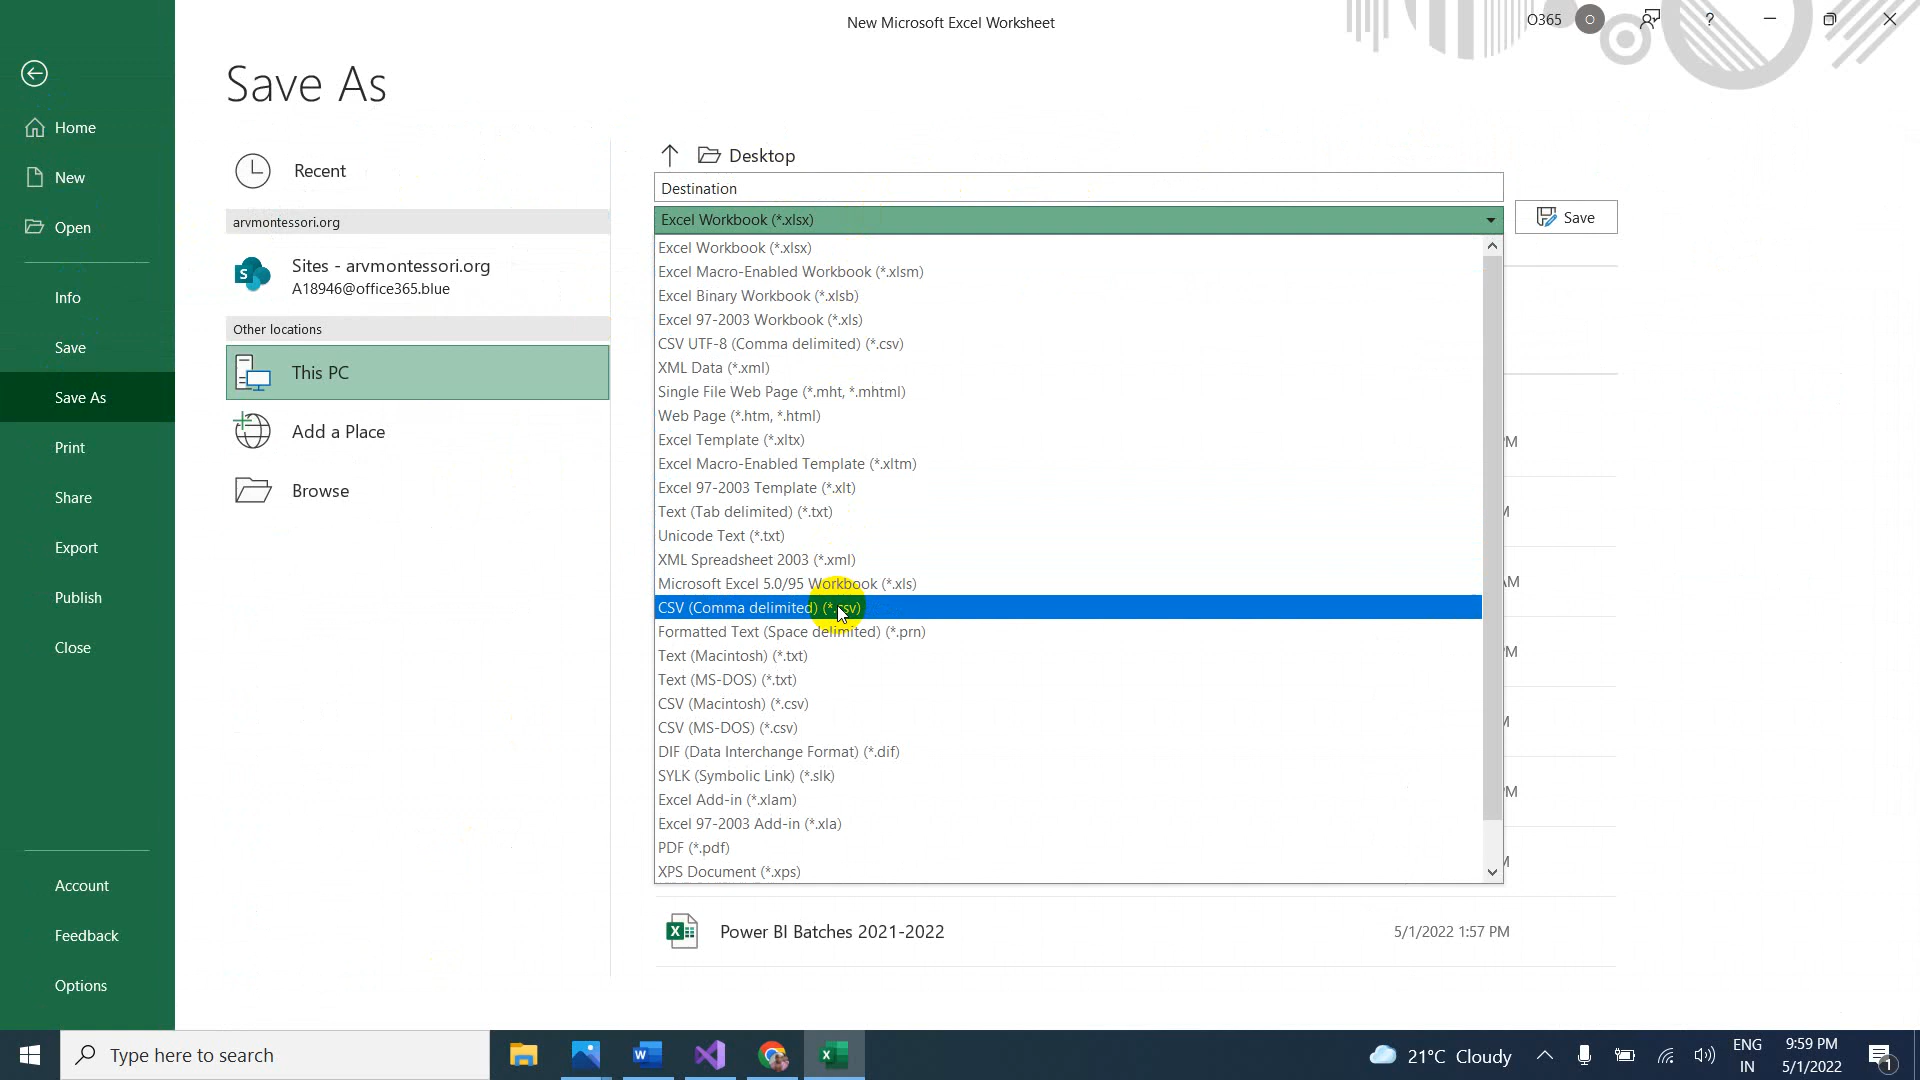 New Microsoft Excel Worksheet
O365
O
?
Save As
Home
New
Open
Info
Save
Save As
Print
Share
Export
Publish
Close
Account
Feedback
Options
Recent
arvmontessori.org
S
Sites - arvmontessori.org
A18946@office365.blue
Other locations
This PC
Add a Place
Browse
Desktop
Destination
Excel Workbook (*.xlsx)
Save
Excel Workbook (*.xlsx)
Excel Macro-Enabled Workbook (*.xlsm)
Excel Binary Workbook (*.xlsb)
Excel 97-2003 Workbook (*.xls)
CSV UTF-8 (Comma delimited) (*.csv)
XML Data (*.xml)
Single File Web Page (*.mht, *.mhtml)
Web Page (*.htm, *.html)
Excel Template (*.xltx)
Excel Macro-Enabled Template (*.xltm)
Excel 97-2003 Template (*.xlt)
Text (Tab delimited) (*.txt)
Unicode Text (*.txt)
XML Spreadsheet 2003 (*.xml)
Microsoft Excel 5.0/95 Workbook (*.xls)
CSV (Comma delimited) (*.csv)
Formatted Text (Space delimited) (*.prn)
Text (Macintosh) (*.txt)
Text (MS-DOS) (*.txt)
CSV (Macintosh) (*.csv)
CSV (MS-DOS) (*.csv)
DIF (Data Interchange Format) (*.dif)
SYLK (Symbolic Link) (*.slk)
Excel Add-in (*.xlam)
Excel 97-2003 Add-in (*.xla)
PDF (*.pdf)
XPS Document (*.xps)
Power BI Batches 2021-2022 5/1/2022 1:57 PM
Type here to search
21°C Cloudy
ENG
IN
9:59 PM
5/1/2022
1